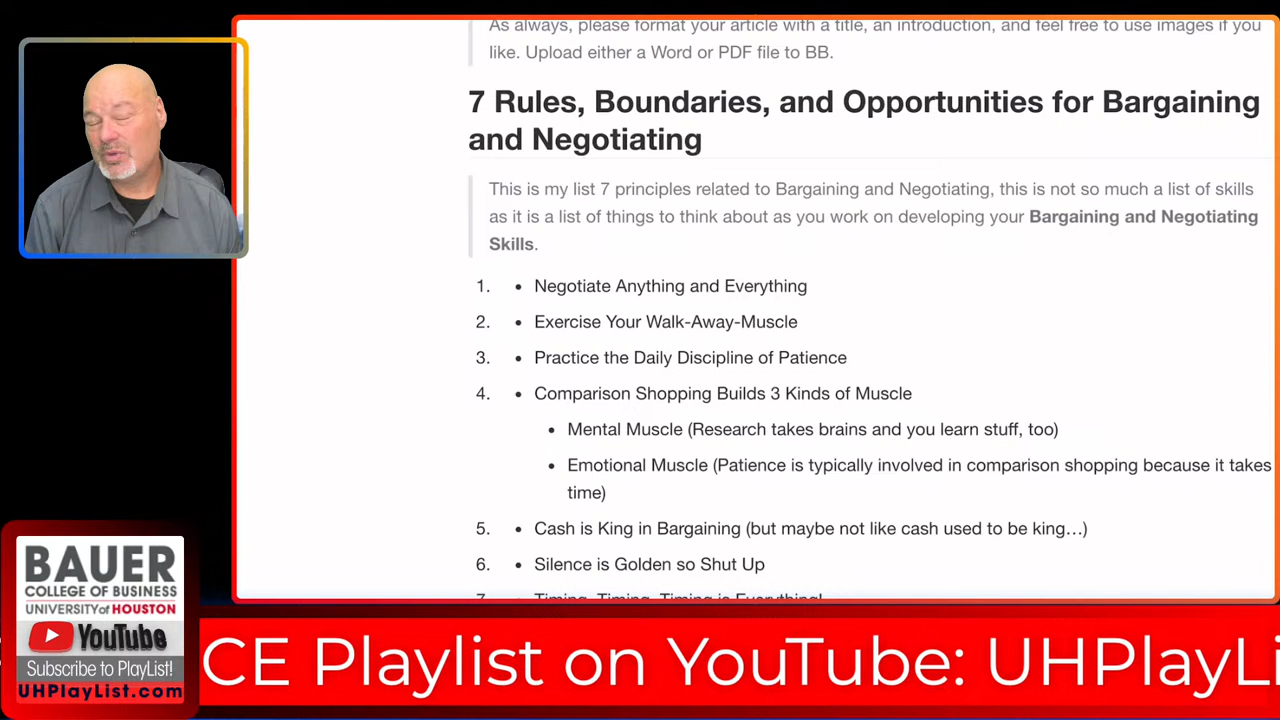 As always, please format your article with a title, an introduction, and feel free to use images if you
like. Upload either a Word or PDF file to BB.
7 Rules, Boundaries, and Opportunities for Bargaining
and Negotiating
This is my list 7 principles related to Bargaining and Negotiating, this is not so much a list of skills
as it is a list of things to think about as you work on developing your Bargaining and Negotiating
Skills.
1. • Negotiate Anything and Everything
2. • Exercise Your Walk-Away-Muscle
3. • Practice the Daily Discipline of Patience
4. • Comparison Shopping Builds 3 Kinds of Muscle
• Mental Muscle (Research takes brains and you learn stuff, too)
• Emotional Muscle (Patience is typically involved in comparison shopping because it takes
time)
5. • Cash is King in Bargaining (but maybe not like cash used to be king…)
6. • Silence is Golden so Shut Up
7. • Timing, Timing, Timing is Everything!
BAUER
COLLEGE OF BUSINESS
UNIVERSITY of HOUSTON
YouTube
Subscribe to PlayList!
UHPlayList.com
CE Playlist on YouTube: UHPlayLi